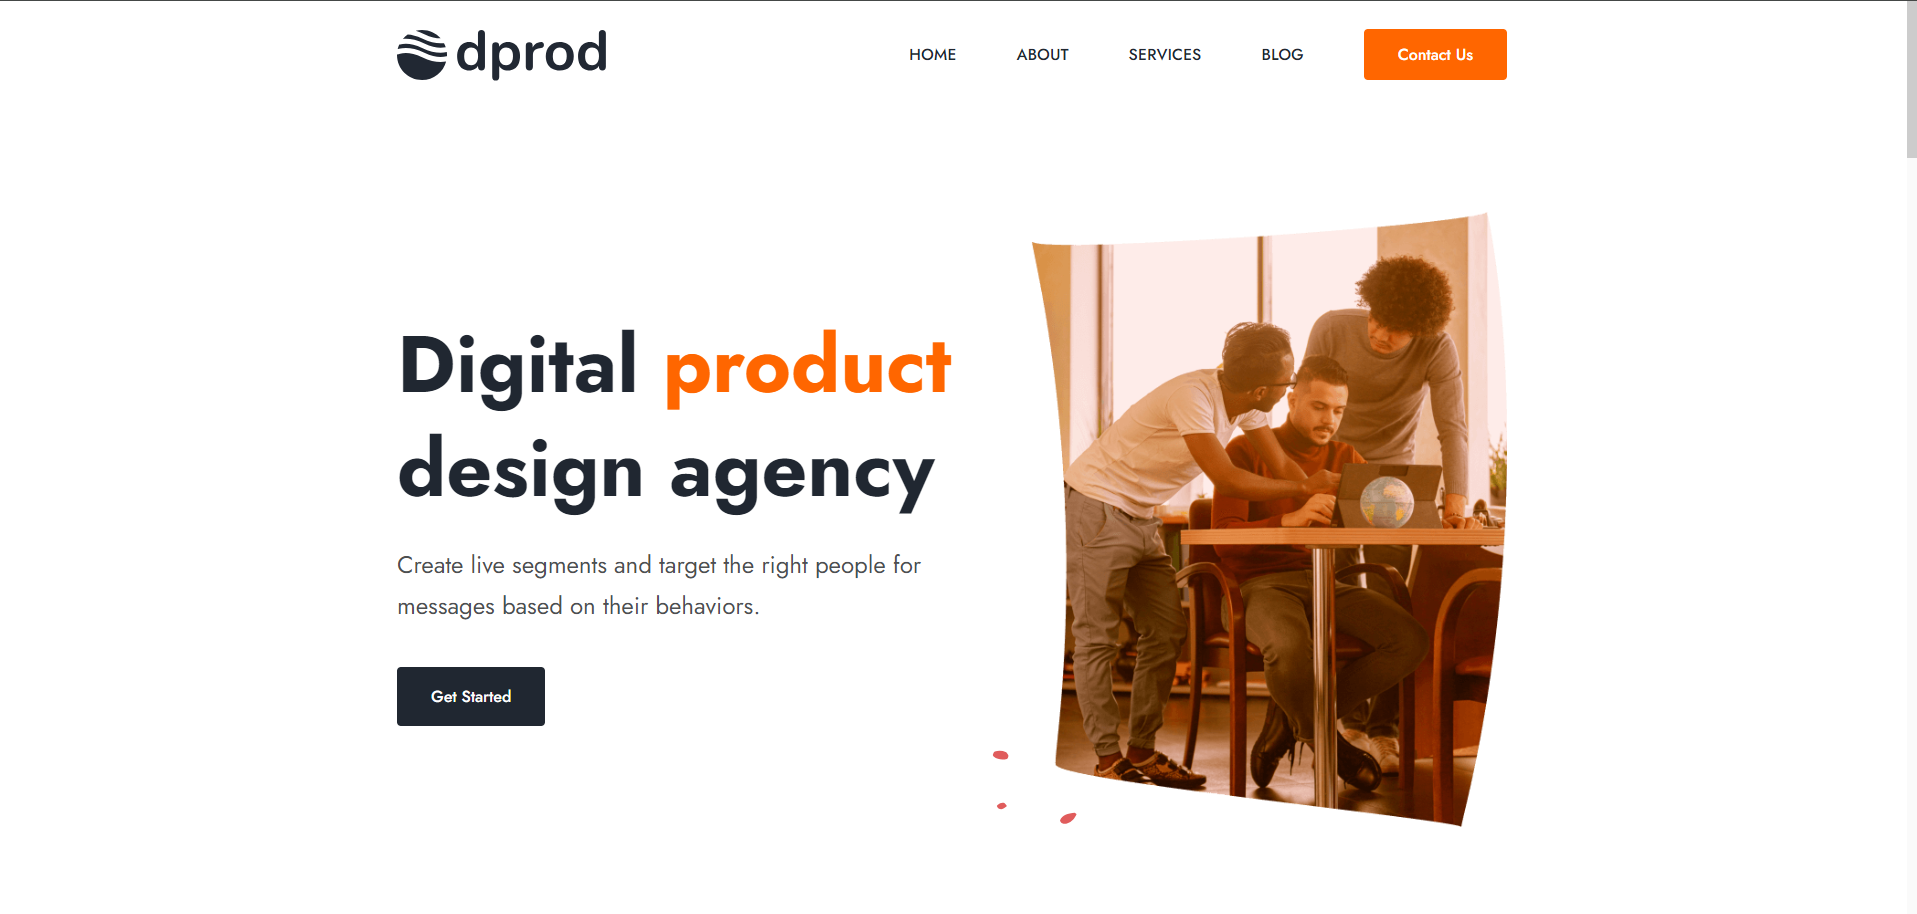 dprod
HOME ABOUT SERVICES BLOG Contact Us
Digital product
design agency
Create live segments and target the right people for
messages based on their behaviors.
Get Started